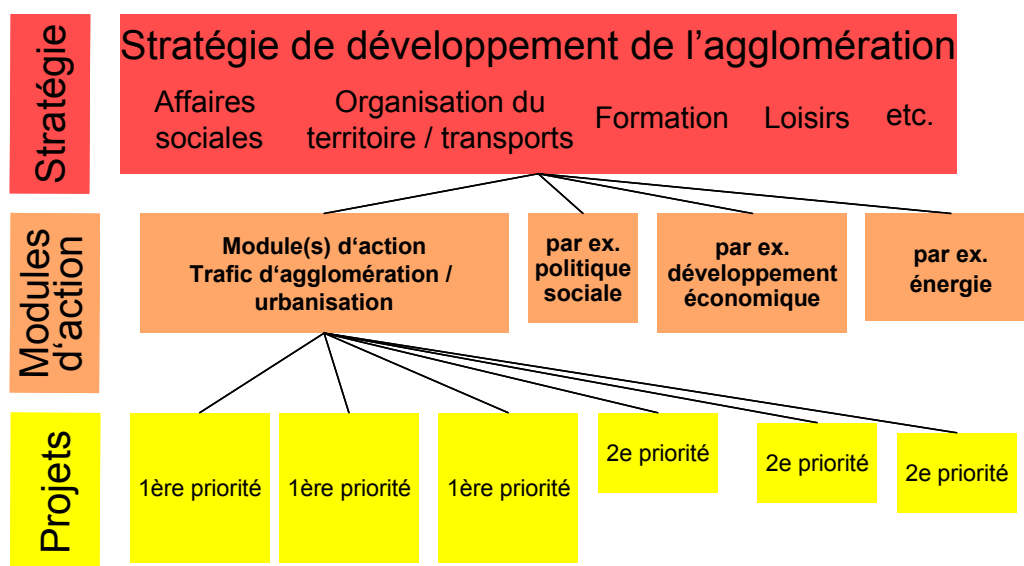 Stratégie
Stratégie de développement de l’agglomération
Affaires
sociales
Organisation du
territoire / transports
Formation
Loisirs
etc.
Modules
d‘action
Module(s) d‘action
Trafic d‘agglomération /
urbanisation
par ex.
politique
sociale
par ex.
développement
économique
par ex.
énergie
Projets
1ère priorité
1ère priorité
1ère priorité
2e priorité
2e priorité
2e priorité